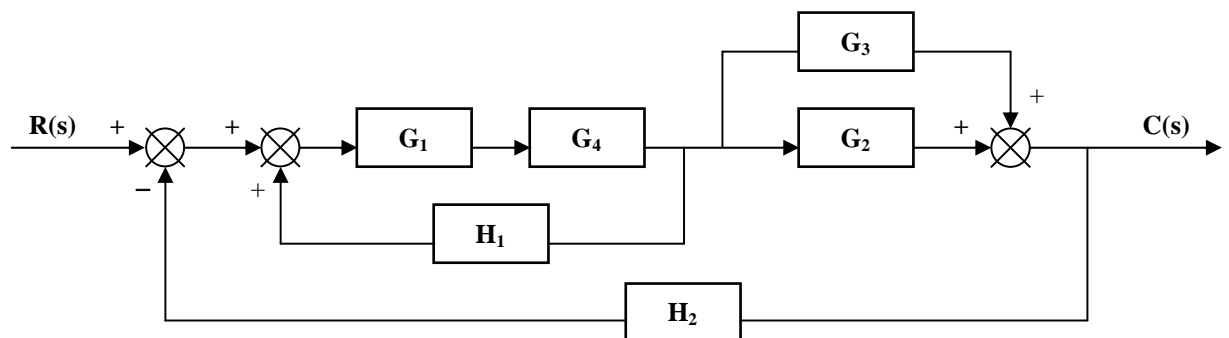 G₃
R(s) + + G₁ G₄ G₂ + + C(s)
− + H₁
H₂